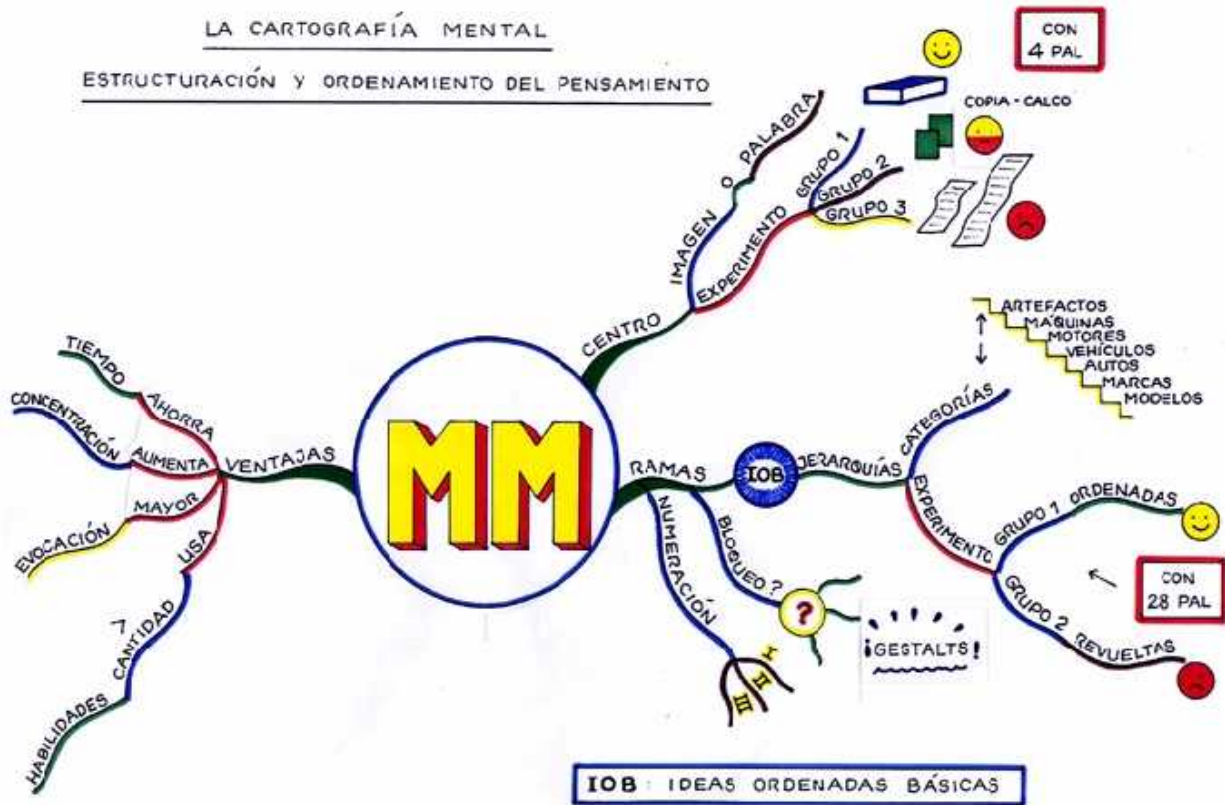 LA CARTOGRAFÍA MENTAL
ESTRUCTURACIÓN Y ORDENAMIENTO DEL PENSAMIENTO
CON
4 PAL
COPIA - CALCO
MM
CENTRO
IMAGEN O PALABRA
EXPERIMENTO
GRUPO 1
GRUPO 2
GRUPO 3
RAMAS
IOB
JERARQUÍAS
CATEGORÍAS
ARTEFACTOS
MÁQUINAS
MOTORES
VEHÍCULOS
AUTOS
MARCAS
MODELOS
EXPERIMENTO
GRUPO 1 ORDENADAS
GRUPO 2 REVUELTAS
CON
28 PAL
BLOQUEO?
?
¡GESTALTS!
NUMERACIÓN
I
II
III
VENTAJAS
AHORRA
TIEMPO
AUMENTA
CONCENTRACIÓN
MAYOR
EVOCACIÓN
USA
> CANTIDAD
HABILIDADES
IOB : IDEAS ORDENADAS BÁSICAS